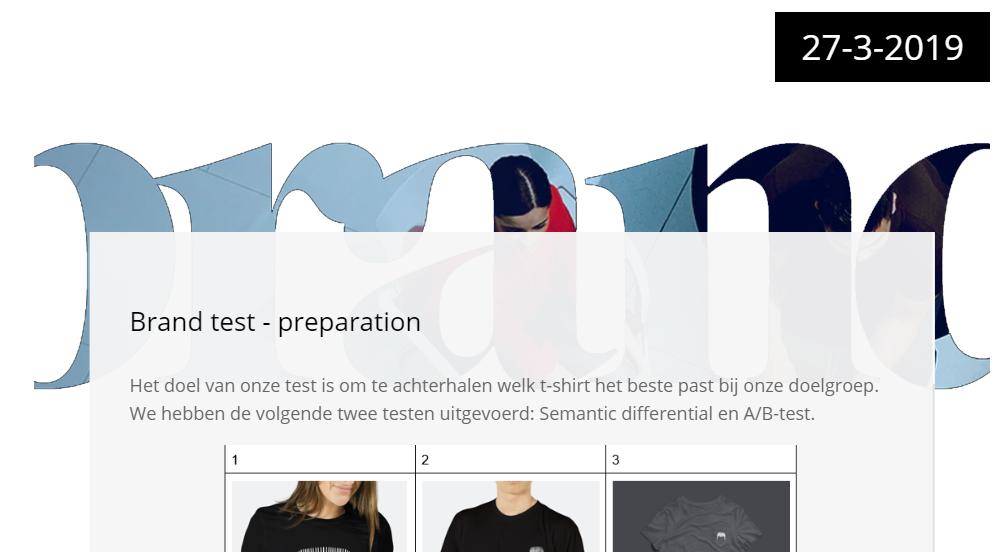 27-3-2019
brand
Brand test - preparation
Het doel van onze test is om te achterhalen welk t-shirt het beste past bij onze doelgroep.
We hebben de volgende twee testen uitgevoerd: Semantic differential en A/B-test.
1 2 3